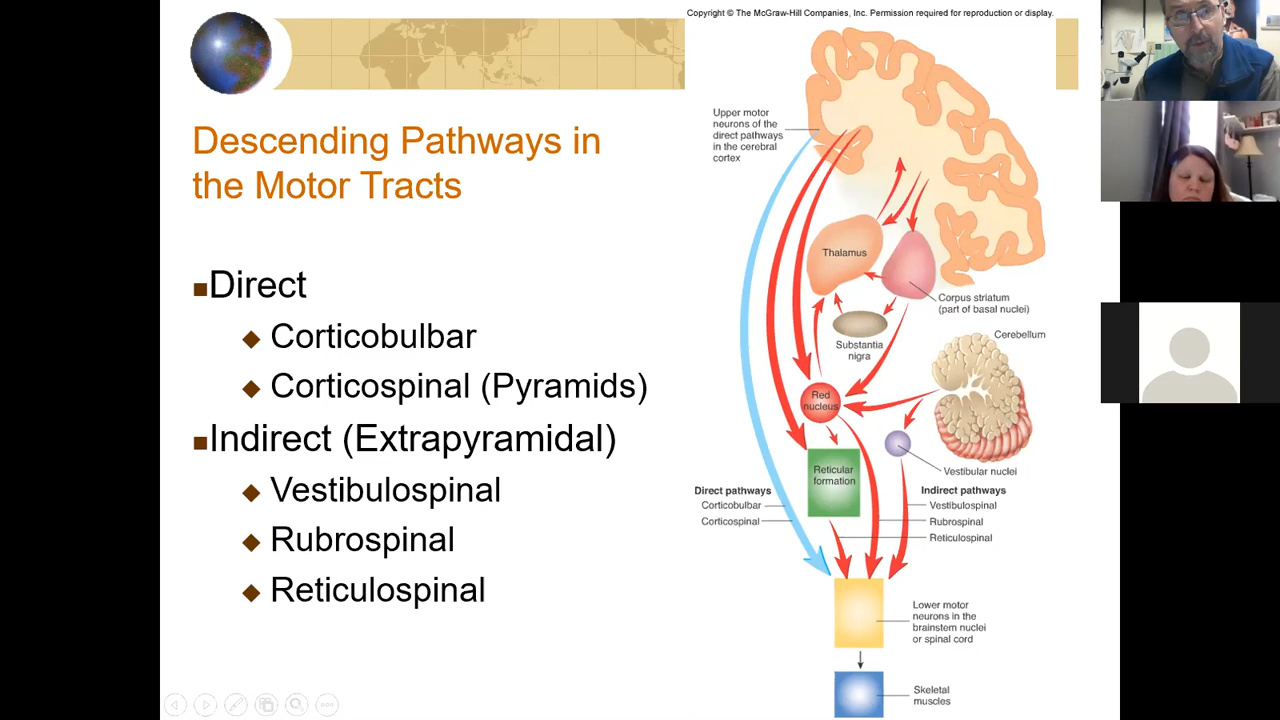 Copyright © The McGraw-Hill Companies, Inc. Permission required for reproduction or display.
Descending Pathways in
the Motor Tracts
Direct
Corticobulbar
Corticospinal (Pyramids)
Indirect (Extrapyramidal)
Vestibulospinal
Rubrospinal
Reticulospinal
Upper motor
neurons of the
direct pathways
in the cerebral
cortex
Thalamus
Corpus striatum
(part of basal nuclei)
Substantia
nigra
Cerebellum
Red
nucleus
Vestibular nuclei
Reticular
formation
Direct pathways
Corticobulbar
Corticospinal
Indirect pathways
Vestibulospinal
Rubrospinal
Reticulospinal
Lower motor
neurons in the
brainstem nuclei
or spinal cord
Skeletal
muscles